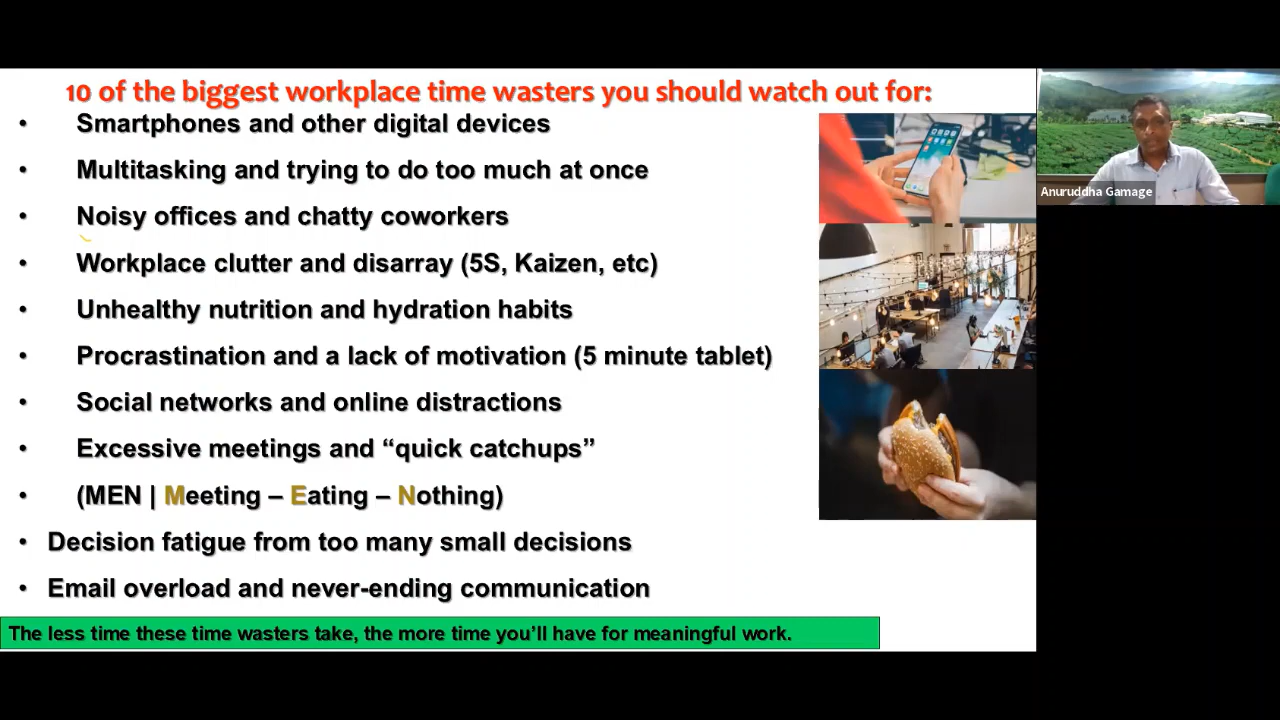 10 of the biggest workplace time wasters you should watch out for:
• Smartphones and other digital devices
• Multitasking and trying to do too much at once
• Noisy offices and chatty coworkers
• Workplace clutter and disarray (5S, Kaizen, etc)
• Unhealthy nutrition and hydration habits
• Procrastination and a lack of motivation (5 minute tablet)
• Social networks and online distractions
• Excessive meetings and “quick catchups”
• (MEN | Meeting – Eating – Nothing)
• Decision fatigue from too many small decisions
• Email overload and never-ending communication
The less time these time wasters take, the more time you’ll have for meaningful work.
Anuruddha Gamage